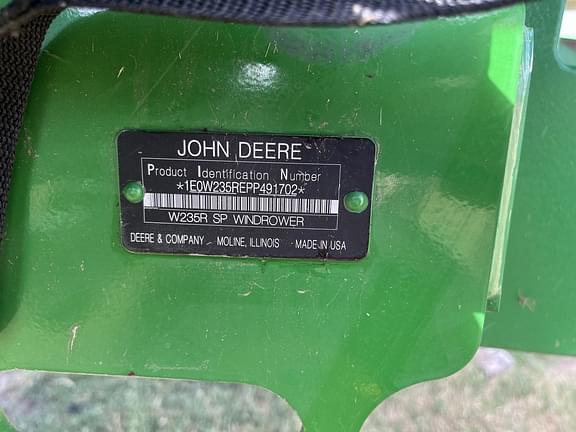 JOHN DEERE
Product Identification Number
*1E0W235REPP491702*
W235R SP WINDROWER
DEERE & COMPANY MOLINE, ILLINOIS MADE IN USA